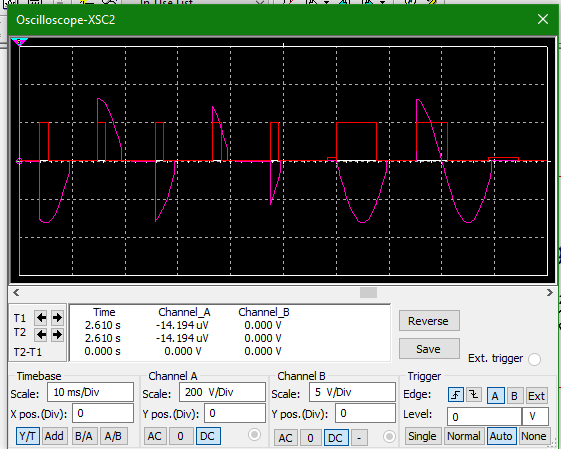 In Use List
Oscilloscope-XSC2
T1
T2
T2-T1
Time Channel_A Channel_B
2.610 s -14.194 uV 0.000 V
2.610 s -14.194 uV 0.000 V
0.000 s 0.000 V 0.000 V
Reverse
Save
Ext. trigger
Timebase
Scale: 10 ms/Div
X pos.(Div): 0
Y/T Add B/A A/B
Channel A
Scale: 200 V/Div
Y pos.(Div): 0
AC 0 DC
Channel B
Scale: 5 V/Div
Y pos.(Div): 0
AC 0 DC -
Trigger
Edge: A B Ext
Level: 0 V
Single Normal Auto None